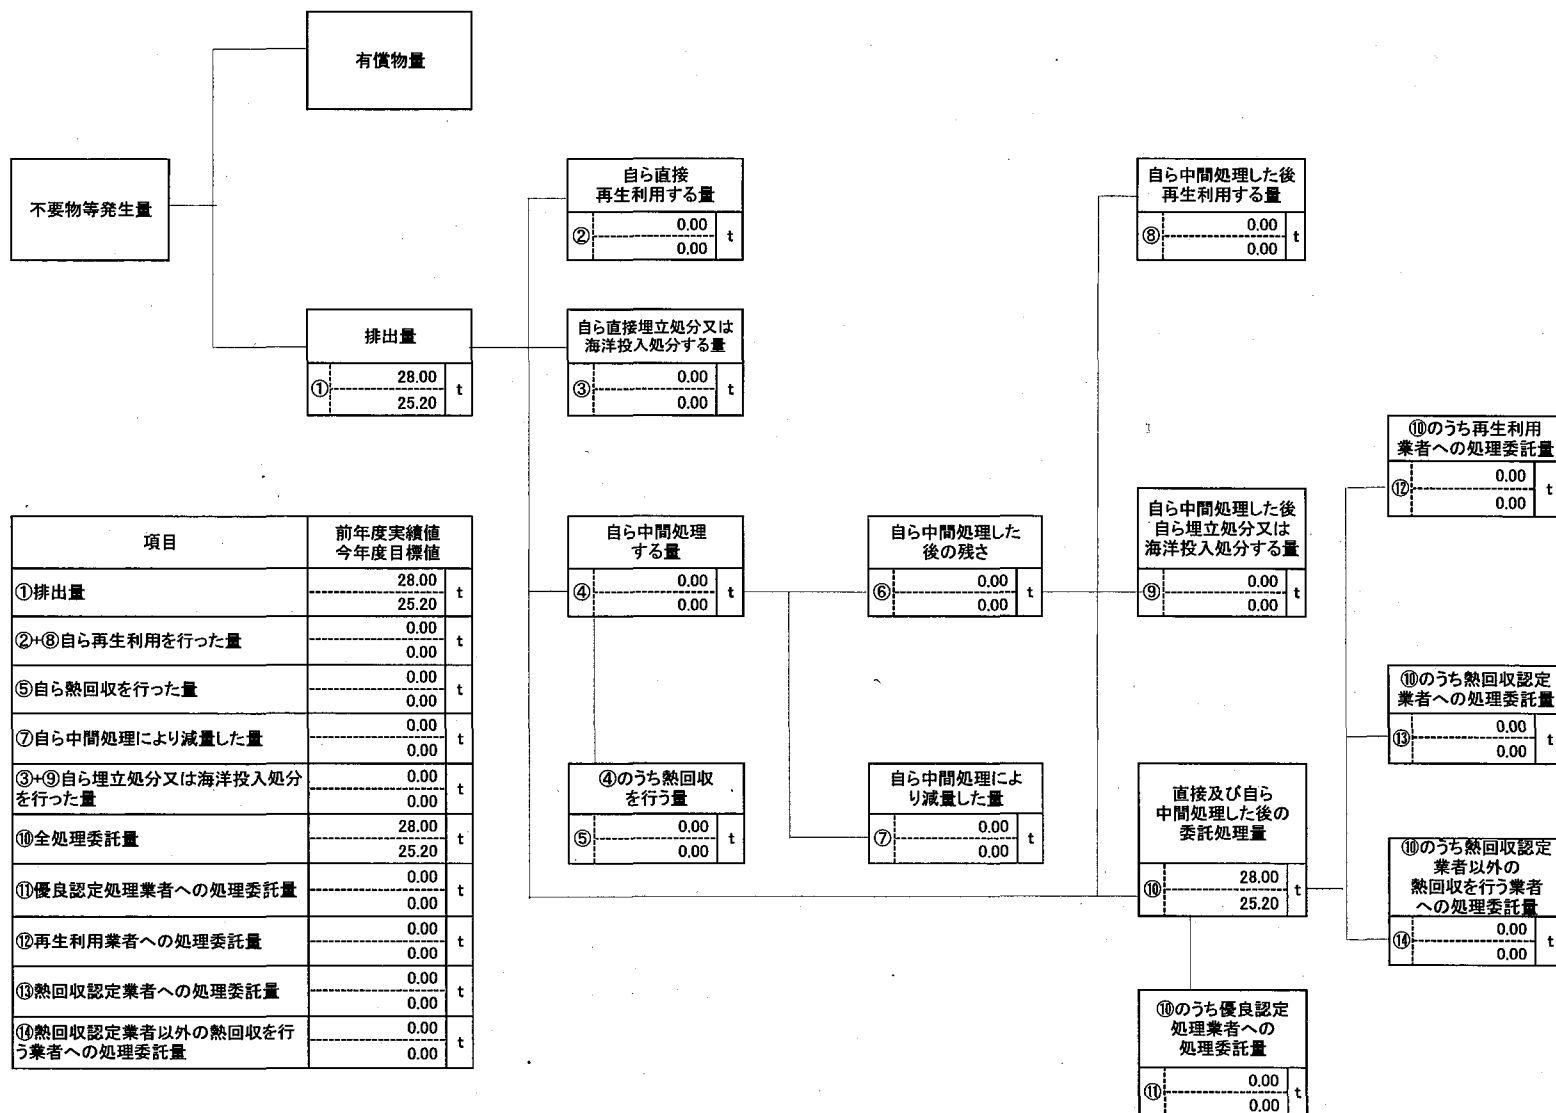 有償物量
不要物等発生量
排出量
① 28.00 t
25.20
自ら直接
再生利用する量
② 0.00 t
0.00
自ら直接埋立処分又は
海洋投入処分する量
③ 0.00 t
0.00
自ら中間処理
する量
④ 0.00 t
0.00
④のうち熱回収
を行う量
⑤ 0.00 t
0.00
自ら中間処理した
後の残さ
⑥ 0.00 t
0.00
自ら中間処理によ
り減量した量
⑦ 0.00 t
0.00
自ら中間処理した後
再生利用する量
⑧ 0.00 t
0.00
自ら中間処理した後
自ら埋立処分又は
海洋投入処分する量
⑨ 0.00 t
0.00
直接及び自ら
中間処理した後の
委託処理量
⑩ 28.00 t
25.20
⑩のうち優良認定
処理業者への
処理委託量
⑪ 0.00 t
0.00
⑩のうち再生利用
業者への処理委託量
⑫ 0.00 t
0.00
⑩のうち熱回収認定
業者への処理委託量
⑬ 0.00 t
0.00
⑩のうち熱回収認定
業者以外の
熱回収を行う業者
への処理委託量
⑭ 0.00 t
0.00
項目 前年度実績値
今年度目標値
①排出量 28.00 t
25.20
②+⑧自ら再生利用を行った量 0.00 t
0.00
⑤自ら熱回収を行った量 0.00 t
0.00
⑦自ら中間処理により減量した量 0.00 t
0.00
③+⑨自ら埋立処分又は海洋投入処分
を行った量 0.00 t
0.00
⑩全処理委託量 28.00 t
25.20
⑪優良認定処理業者への処理委託量 0.00 t
0.00
⑫再生利用業者への処理委託量 0.00 t
0.00
⑬熱回収認定業者への処理委託量 0.00 t
0.00
⑭熱回収認定業者以外の熱回収を行
う業者への処理委託量 0.00 t
0.00